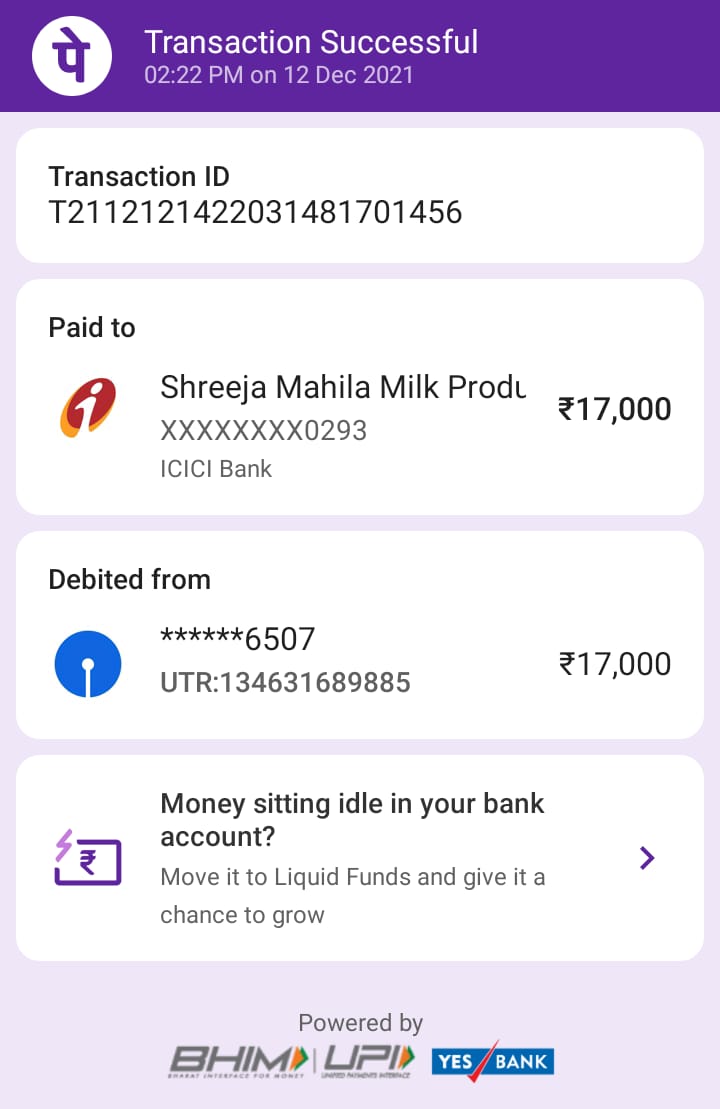 पे
Transaction Successful
02:22 PM on 12 Dec 2021
Transaction ID
T2112121422031481701456
Paid to
Shreeja Mahila Milk Produ
XXXXXXXX0293
ICICI Bank
₹17,000
Debited from
******6507
UTR:134631689885
₹17,000
Money sitting idle in your bank
account?
Move it to Liquid Funds and give it a
chance to grow
Powered by
BHIM
BHARAT INTERFACE FOR MONEY
UPI
UNIFIED PAYMENTS INTERFACE
YES BANK